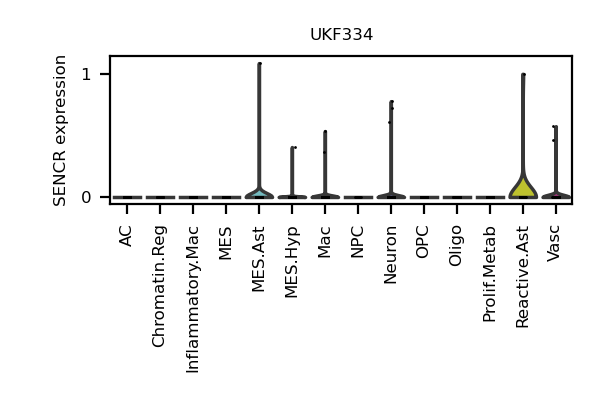 UKF334
SENCR expression
1
0
AC
Chromatin.Reg
Inflammatory.Mac
MES
MES.Ast
MES.Hyp
Mac
NPC
Neuron
OPC
Oligo
Prolif.Metab
Reactive.Ast
Vasc